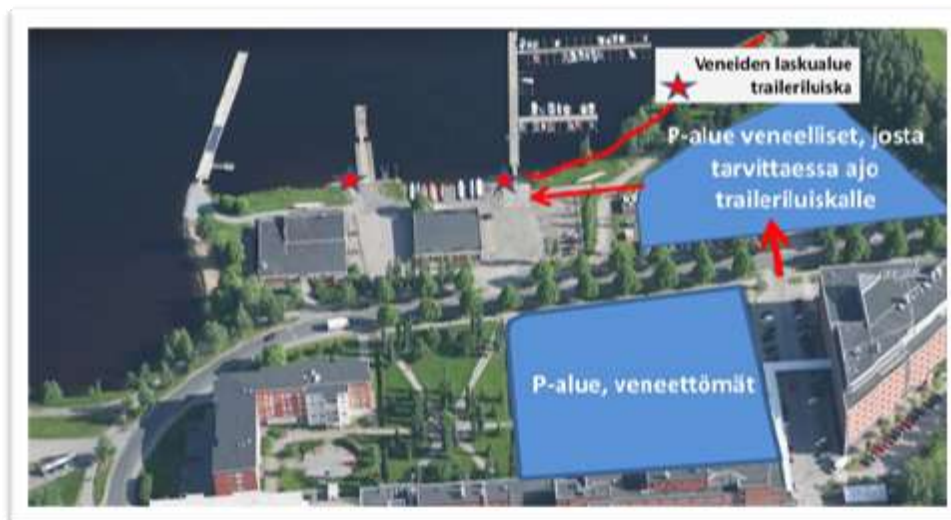 Veneiden laskualue
traileriluiska
P-alue veneelliset, josta
tarvittaessa ajo
traileriluiskalle
P-alue, veneettömät